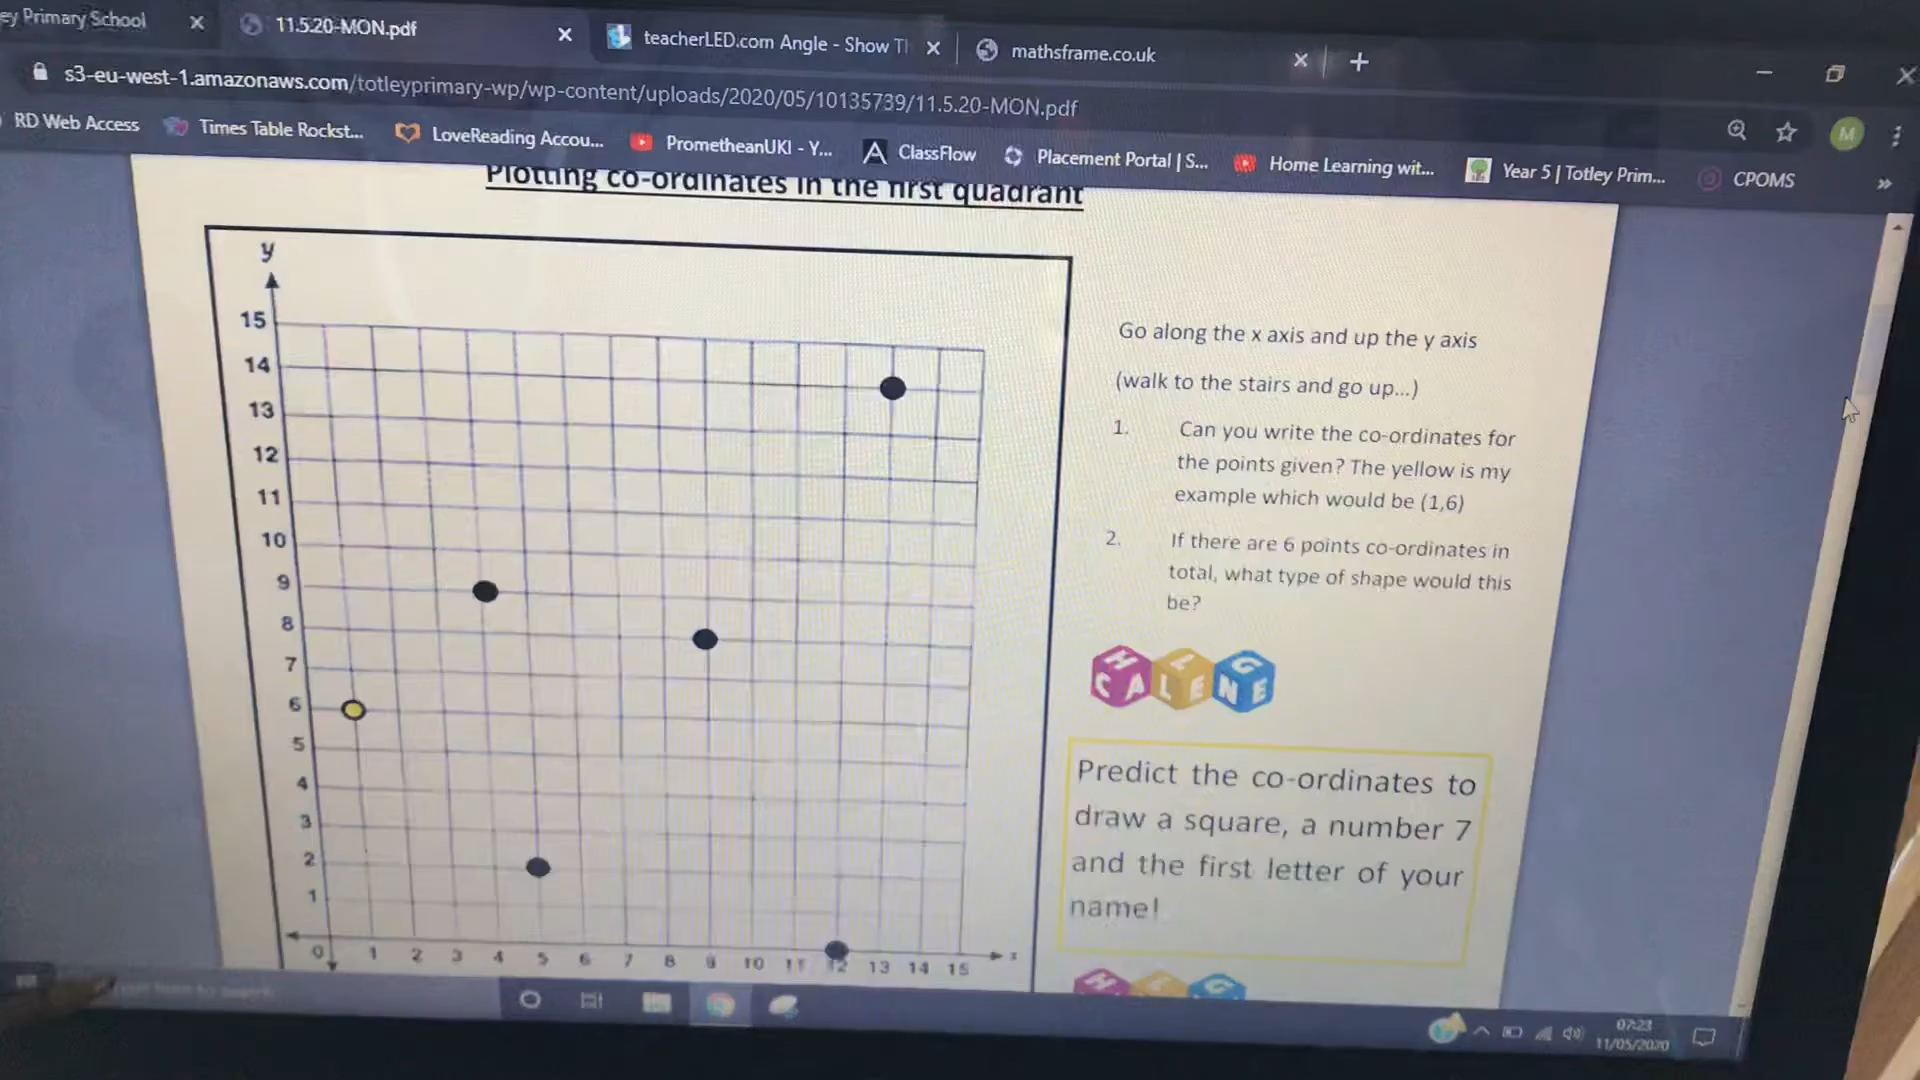 ey Primary School
11.5.20-MON.pdf
teacherLED.com Angle - Show Tl
mathsframe.co.uk
s3-eu-west-1.amazonaws.com/totleyprimary-wp/wp-content/uploads/2020/05/10135739/11.5.20-MON.pdf
RD Web Access
Times Table Rockst...
LoveReading Accou...
PrometheanUKI - Y...
ClassFlow
Placement Portal | S...
Home Learning wit...
Year 5 | Totley Prim...
CPOMS
M
Plotting co-ordinates in the first quadrant
y
15
14
13
12
11
10
9
8
7
6
5
4
3
2
1
0 1 2 3 4 5 6 7 8 9 10 11 12 13 14 15 x
Go along the x axis and up the y axis
(walk to the stairs and go up...)
1. Can you write the co-ordinates for
the points given? The yellow is my
example which would be (1,6)
2. If there are 6 points co-ordinates in
total, what type of shape would this
be?
H L G
C A L E N E
Predict the co-ordinates to
draw a square, a number 7
and the first letter of your
name!
H L G
07:23
11/05/2020